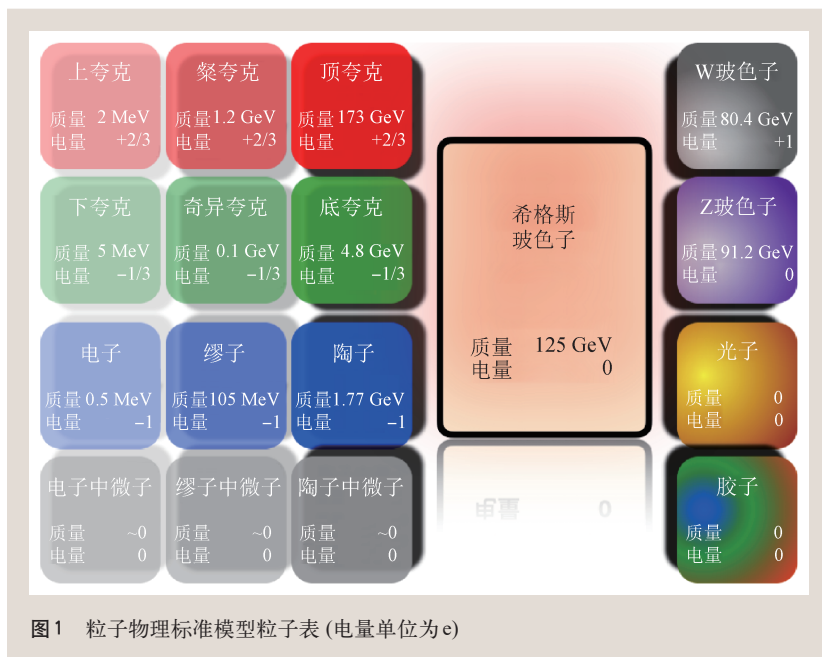 上夸克
质量 2 MeV
电量 +2/3
粲夸克
质量1.2 GeV
电量 +2/3
顶夸克
质量 173 GeV
电量 +2/3
下夸克
质量 5 MeV
电量 −1/3
奇异夸克
质量 0.1 GeV
电量 −1/3
底夸克
质量 4.8 GeV
电量 −1/3
电子
质量 0.5 MeV
电量 −1
缪子
质量105 MeV
电量 −1
陶子
质量1.77 GeV
电量 −1
电子中微子
质量 ~0
电量 0
缪子中微子
质量 ~0
电量 0
陶子中微子
质量 ~0
电量 0
希格斯
玻色子
质量 125 GeV
电量 0
W玻色子
质量 80.4 GeV
电量 +1
Z玻色子
质量 91.2 GeV
电量 0
光子
质量 0
电量 0
胶子
质量 0
电量 0
图1 粒子物理标准模型粒子表 (电量单位为e)